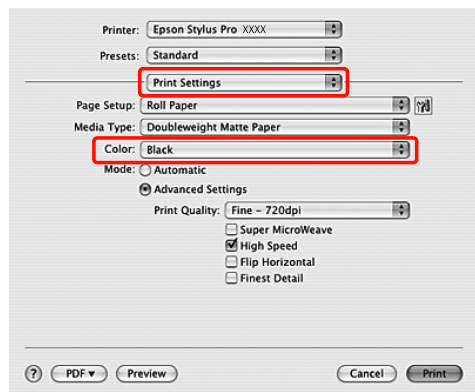 Printer: Epson Stylus Pro XXXX
Presets: Standard
Print Settings
Page Setup: Roll Paper
Media Type: Doubleweight Matte Paper
Color: Black
Mode: Automatic
Advanced Settings
Print Quality: Fine - 720dpi
Super MicroWeave
High Speed
Flip Horizontal
Finest Detail
? PDF ▼ Preview Cancel Print